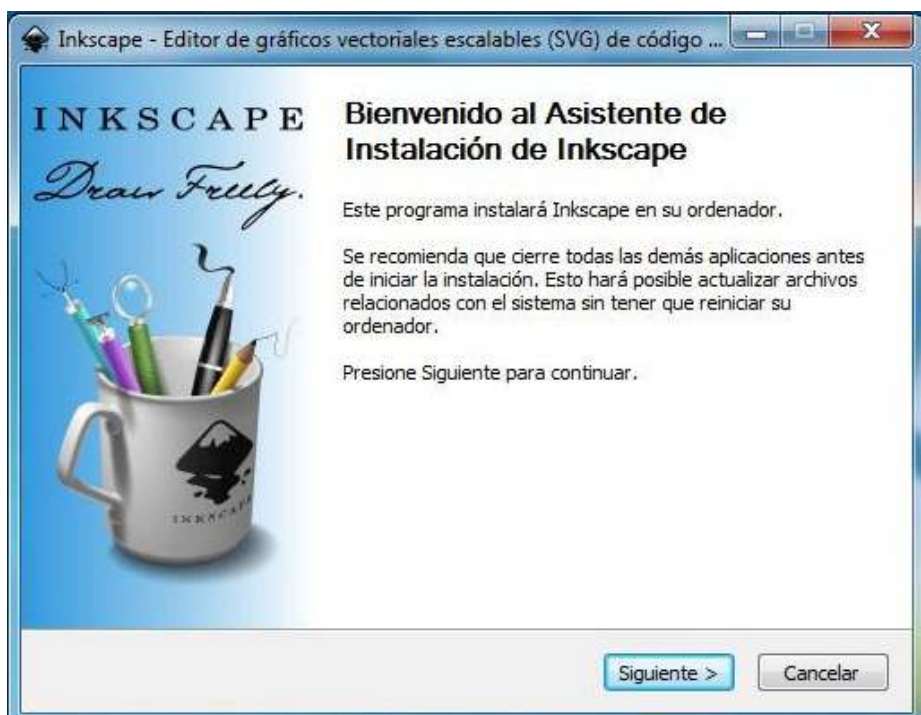 Inkscape - Editor de gráficos vectoriales escalables (SVG) de código ...
INKSCAPE
Draw Freely.
Bienvenido al Asistente de
Instalación de Inkscape
Este programa instalará Inkscape en su ordenador.
Se recomienda que cierre todas las demás aplicaciones antes
de iniciar la instalación. Esto hará posible actualizar archivos
relacionados con el sistema sin tener que reiniciar su
ordenador.
Presione Siguiente para continuar.
INKSCAPE
Siguiente >
Cancelar